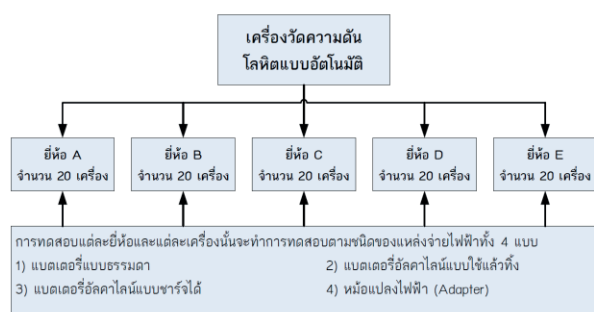 เครื่องวัดความดัน
โลหิตแบบอัตโนมัติ
ยี่ห้อ A
จำนวน 20 เครื่อง
ยี่ห้อ B
จำนวน 20 เครื่อง
ยี่ห้อ C
จำนวน 20 เครื่อง
ยี่ห้อ D
จำนวน 20 เครื่อง
ยี่ห้อ E
จำนวน 20 เครื่อง
การทดสอบแต่ละยี่ห้อและแต่ละเครื่องนั้นจะทำการทดสอบตามชนิดของแหล่งจ่ายไฟฟ้าทั้ง 4 แบบ
1) แบตเตอรี่แบบธรรมดา 2) แบตเตอรี่อัลคาไลน์แบบใช้แล้วทิ้ง
3) แบตเตอรี่อัลคาไลน์แบบชาร์จได้ 4) หม้อแปลงไฟฟ้า (Adapter)